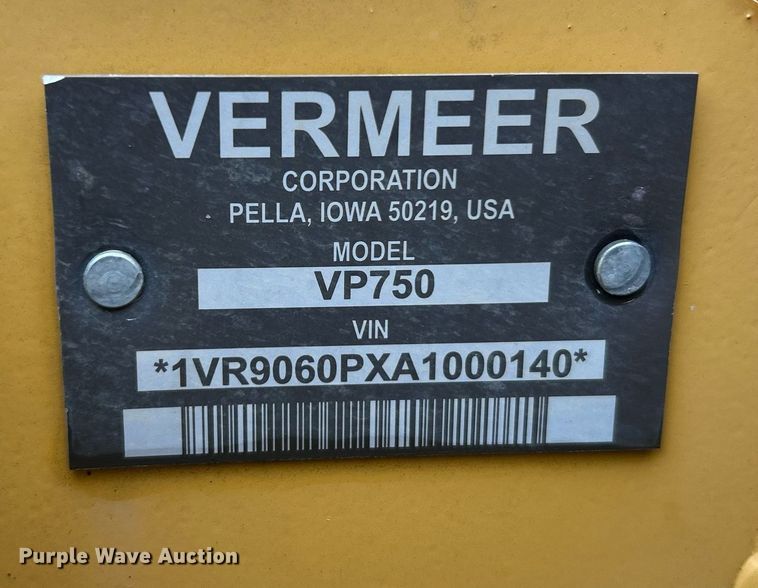 VERMEER
CORPORATION
PELLA, IOWA 50219, USA
MODEL
VP750
VIN
*1VR9060PXA1000140*
Purple Wave Auction